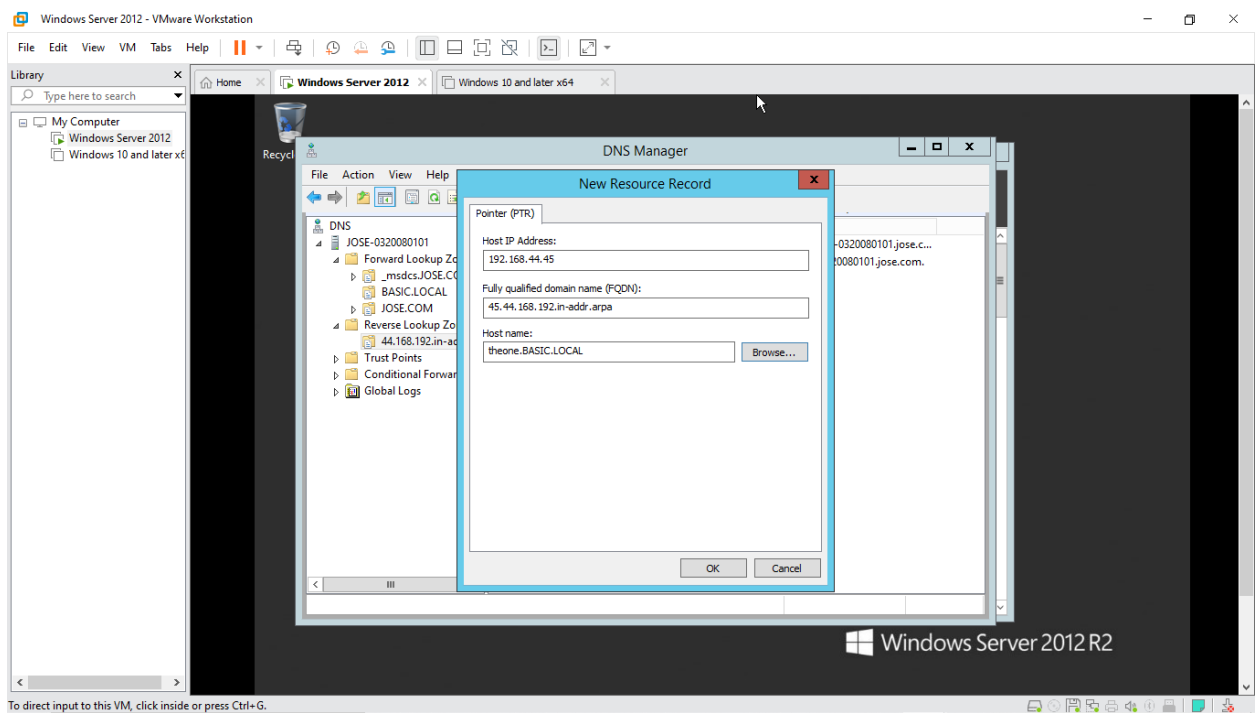 Windows Server 2012 - VMware Workstation
File Edit View VM Tabs Help
Library
Home
Windows Server 2012
Windows 10 and later x64
Type here to search
My Computer
Windows Server 2012
Windows 10 and later x6
Recycl
DNS Manager
File Action View Help
New Resource Record
Pointer (PTR)
DNS
JOSE-0320080101
Forward Lookup Zo
_msdcs.JOSE.CO
BASIC.LOCAL
JOSE.COM
Reverse Lookup Zo
44.168.192.in-ad
Trust Points
Conditional Forwar
Global Logs
Host IP Address:
192.168.44.45
Fully qualified domain name (FQDN):
45.44.168.192.in-addr.arpa
Host name:
theone.BASIC.LOCAL
Browse...
-0320080101.jose.c...
20080101.jose.com.
OK Cancel
Windows Server 2012 R2
To direct input to this VM, click inside or press Ctrl+G.